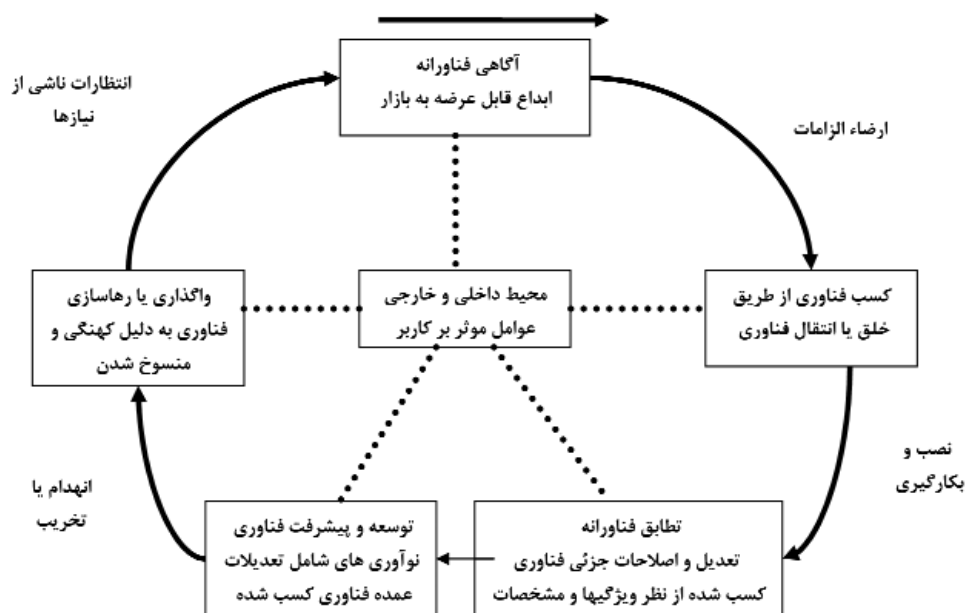 آگاهی فناورانه
ابداع قابل عرضه به بازار
انتظارات ناشی از
نیازها
ارضاء الزامات
واگذاری یا رهاسازی
فناوری به دلیل کهنگی و
منسوخ شدن
محیط داخلی و خارجی
عوامل موثر بر کاربر
کسب فناوری از طریق
خلق یا انتقال فناوری
نصب و
بکارگیری
انهدام یا
تخریب
توسعه و پیشرفت فناوری
نوآوری های شامل تعدیلات
عمده فناوری کسب شده
تطابق فناورانه
تعدیل و اصلاحات جزئی فناوری
کسب شده از نظر ویژگیها و مشخصات